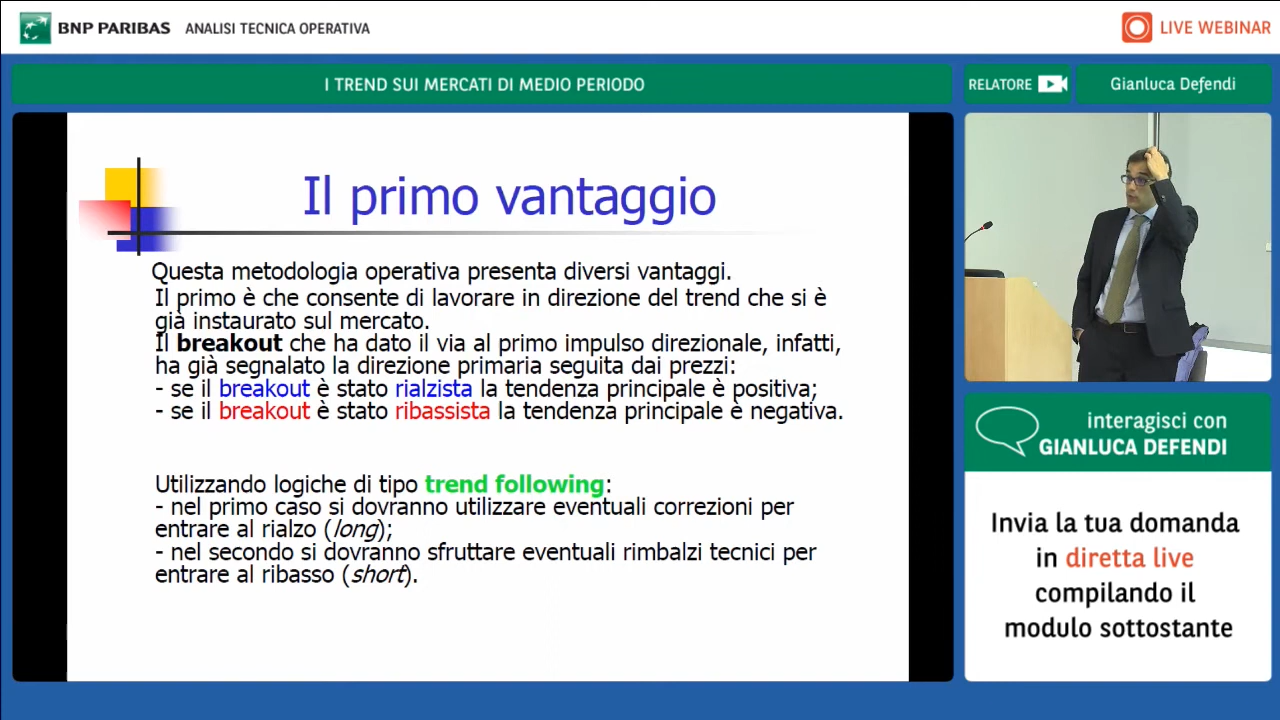 BNP PARIBAS ANALISI TECNICA OPERATIVA
LIVE WEBINAR
I TREND SUI MERCATI DI MEDIO PERIODO
RELATORE
Gianluca Defendi
Il primo vantaggio
Questa metodologia operativa presenta diversi vantaggi.
Il primo è che consente di lavorare in direzione del trend che si è
già instaurato sul mercato.
Il breakout che ha dato il via al primo impulso direzionale, infatti,
ha già segnalato la direzione primaria seguita dai prezzi:
- se il breakout è stato rialzista la tendenza principale è positiva;
- se il breakout è stato ribassista la tendenza principale è negativa.
Utilizzando logiche di tipo trend following:
- nel primo caso si dovranno utilizzare eventuali correzioni per
entrare al rialzo (long);
- nel secondo si dovranno sfruttare eventuali rimbalzi tecnici per
entrare al ribasso (short).
interagisci con
GIANLUCA DEFENDI
Invia la tua domanda
in diretta live
compilando il
modulo sottostante